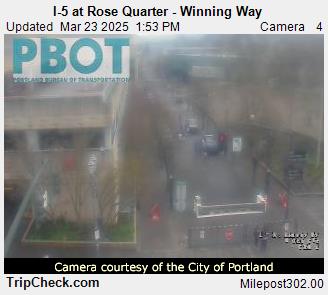 I-5 at Rose Quarter - Winning Way
Updated Mar 23 2025 1:53 PM Camera 4
PBOT
PORTLAND BUREAU OF TRANSPORTATION
Camera courtesy of the City of Portland
TripCheck.com Milepost302.00